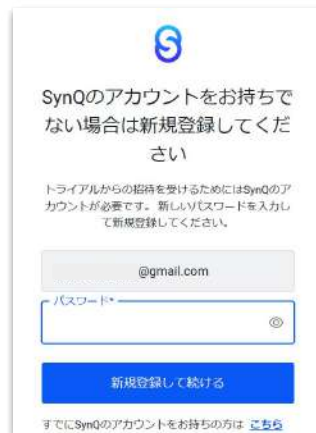 SynQのアカウントをお持ちで
ない場合は新規登録してくだ
さい
トライアルからの招待を受けるためにはSynQのア
カウントが必要です。新しいパスワードを入力し
て新規登録してください。
@gmail.com
パスワード*
新規登録して続ける
すでにSynQのアカウントをお持ちの方は こちら